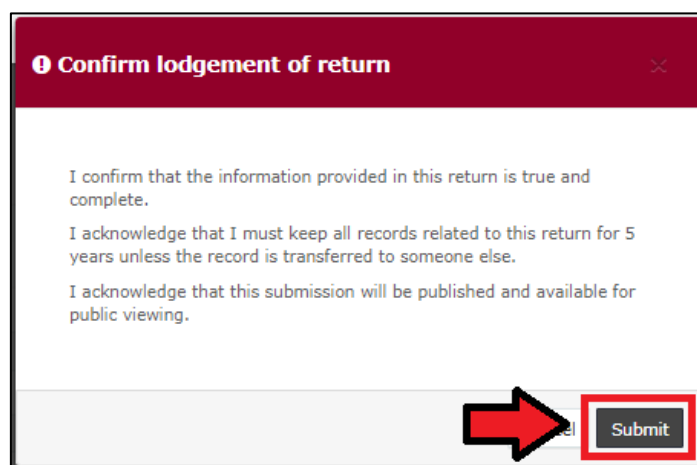 Confirm lodgement of return
I confirm that the information provided in this return is true and
complete.
I acknowledge that I must keep all records related to this return for 5
years unless the record is transferred to someone else.
I acknowledge that this submission will be published and available for
public viewing.
Submit